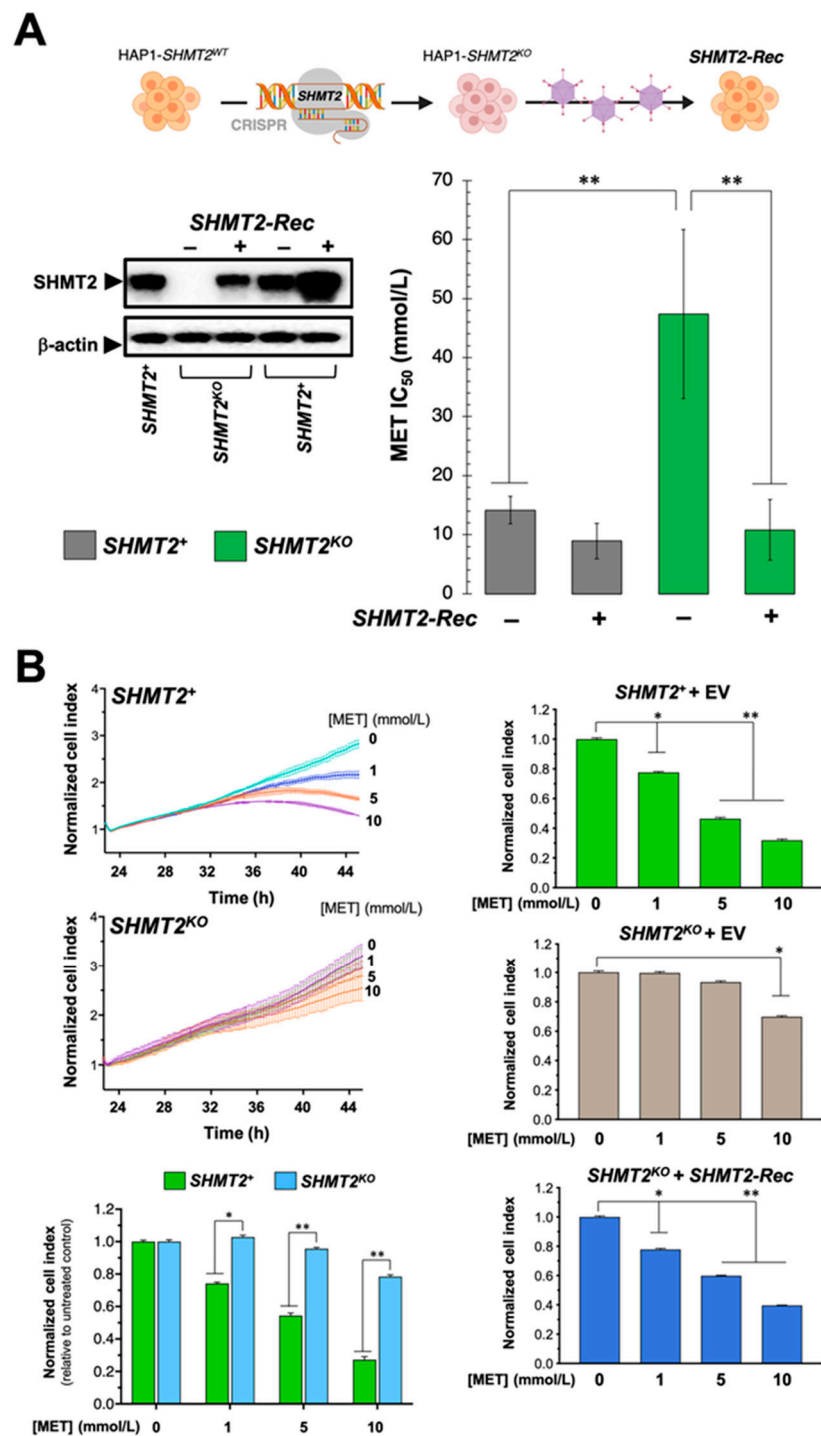 A
HAP1-SHMT2WT
SHMT2
CRISPR
HAP1-SHMT2KO
SHMT2-Rec
SHMT2-Rec
– + – +
SHMT2
β-actin
SHMT2+
SHMT2KO
SHMT2+
SHMT2+
SHMT2KO
MET IC50 (mmol/L)
70
60
50
40
30
20
10
0
**
**
SHMT2-Rec – + – +
B
SHMT2+
[MET] (mmol/L)
Normalized cell index
4
3
2
1
0
1
5
10
24 28 32 36 40 44
Time (h)
SHMT2KO
[MET] (mmol/L)
Normalized cell index
4
3
2
1
0
1
5
10
24 28 32 36 40 44
Time (h)
SHMT2+
SHMT2KO
Normalized cell index
(relative to untreated control)
1.2
1.0
0.8
0.6
0.4
0.2
0.0
*
**
**
[MET] (mmol/L) 0 1 5 10
SHMT2+ + EV
Normalized cell index
1.2
1.0
0.8
0.6
0.4
0.2
0.0
* **
[MET] (mmol/L) 0 1 5 10
SHMT2KO + EV
Normalized cell index
1.2
1.0
0.8
0.6
0.4
0.2
0.0
*
[MET] (mmol/L) 0 1 5 10
SHMT2KO + SHMT2-Rec
Normalized cell index
1.2
1.0
0.8
0.6
0.4
0.2
0.0
* **
[MET] (mmol/L) 0 1 5 10